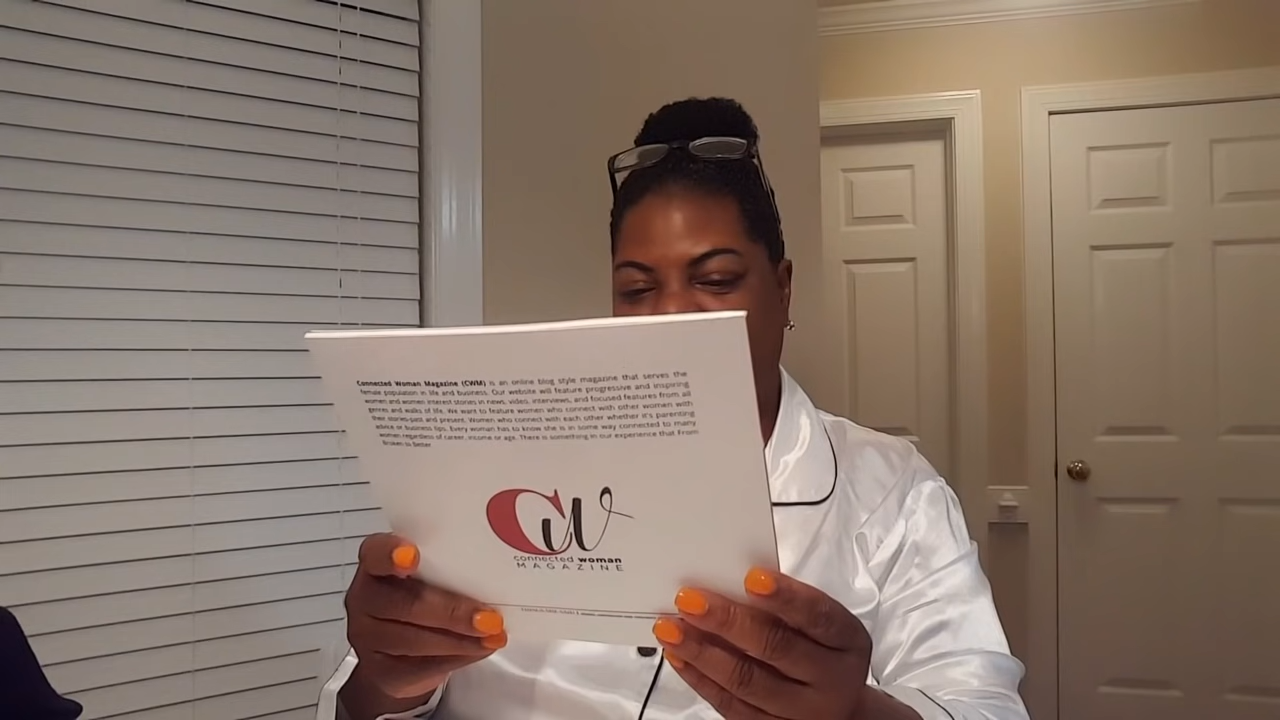 Connected Woman Magazine (CWM) is an online blog style magazine that serves the
female population in life and business. Our website will feature progressive and inspiring
women and women interest stories in news, video, interviews, and focused features from all
genres and walks of life. We want to feature women who connect with other women with
their stories-past and present. Women who connect with each other whether it's parenting
advice or business tips. Every woman has to know she is in some way connected to many
women regardless of career, income or age. There is something in our experience that From
Broken to Better
CW
connected woman
MAGAZINE